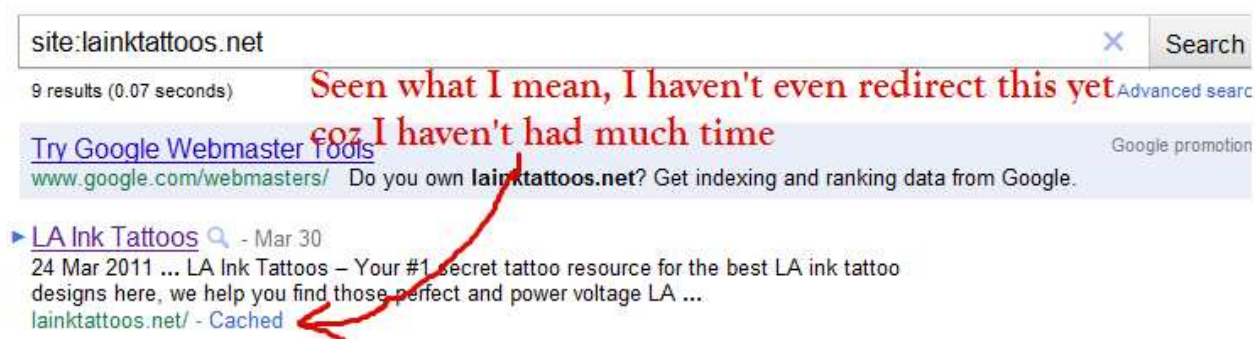 site:lainktattoos.net × Search
Seen what I mean, I haven't even redirect this yet
9 results (0.07 seconds) Advanced searc
coz I haven't had much time
Try Google Webmaster Tools Google promotion
www.google.com/webmasters/ Do you own lainktattoos.net? Get indexing and ranking data from Google.
LA Ink Tattoos - Mar 30
24 Mar 2011 ... LA Ink Tattoos – Your #1 secret tattoo resource for the best LA ink tattoo
designs here, we help you find those perfect and power voltage LA ...
lainktattoos.net/ - Cached